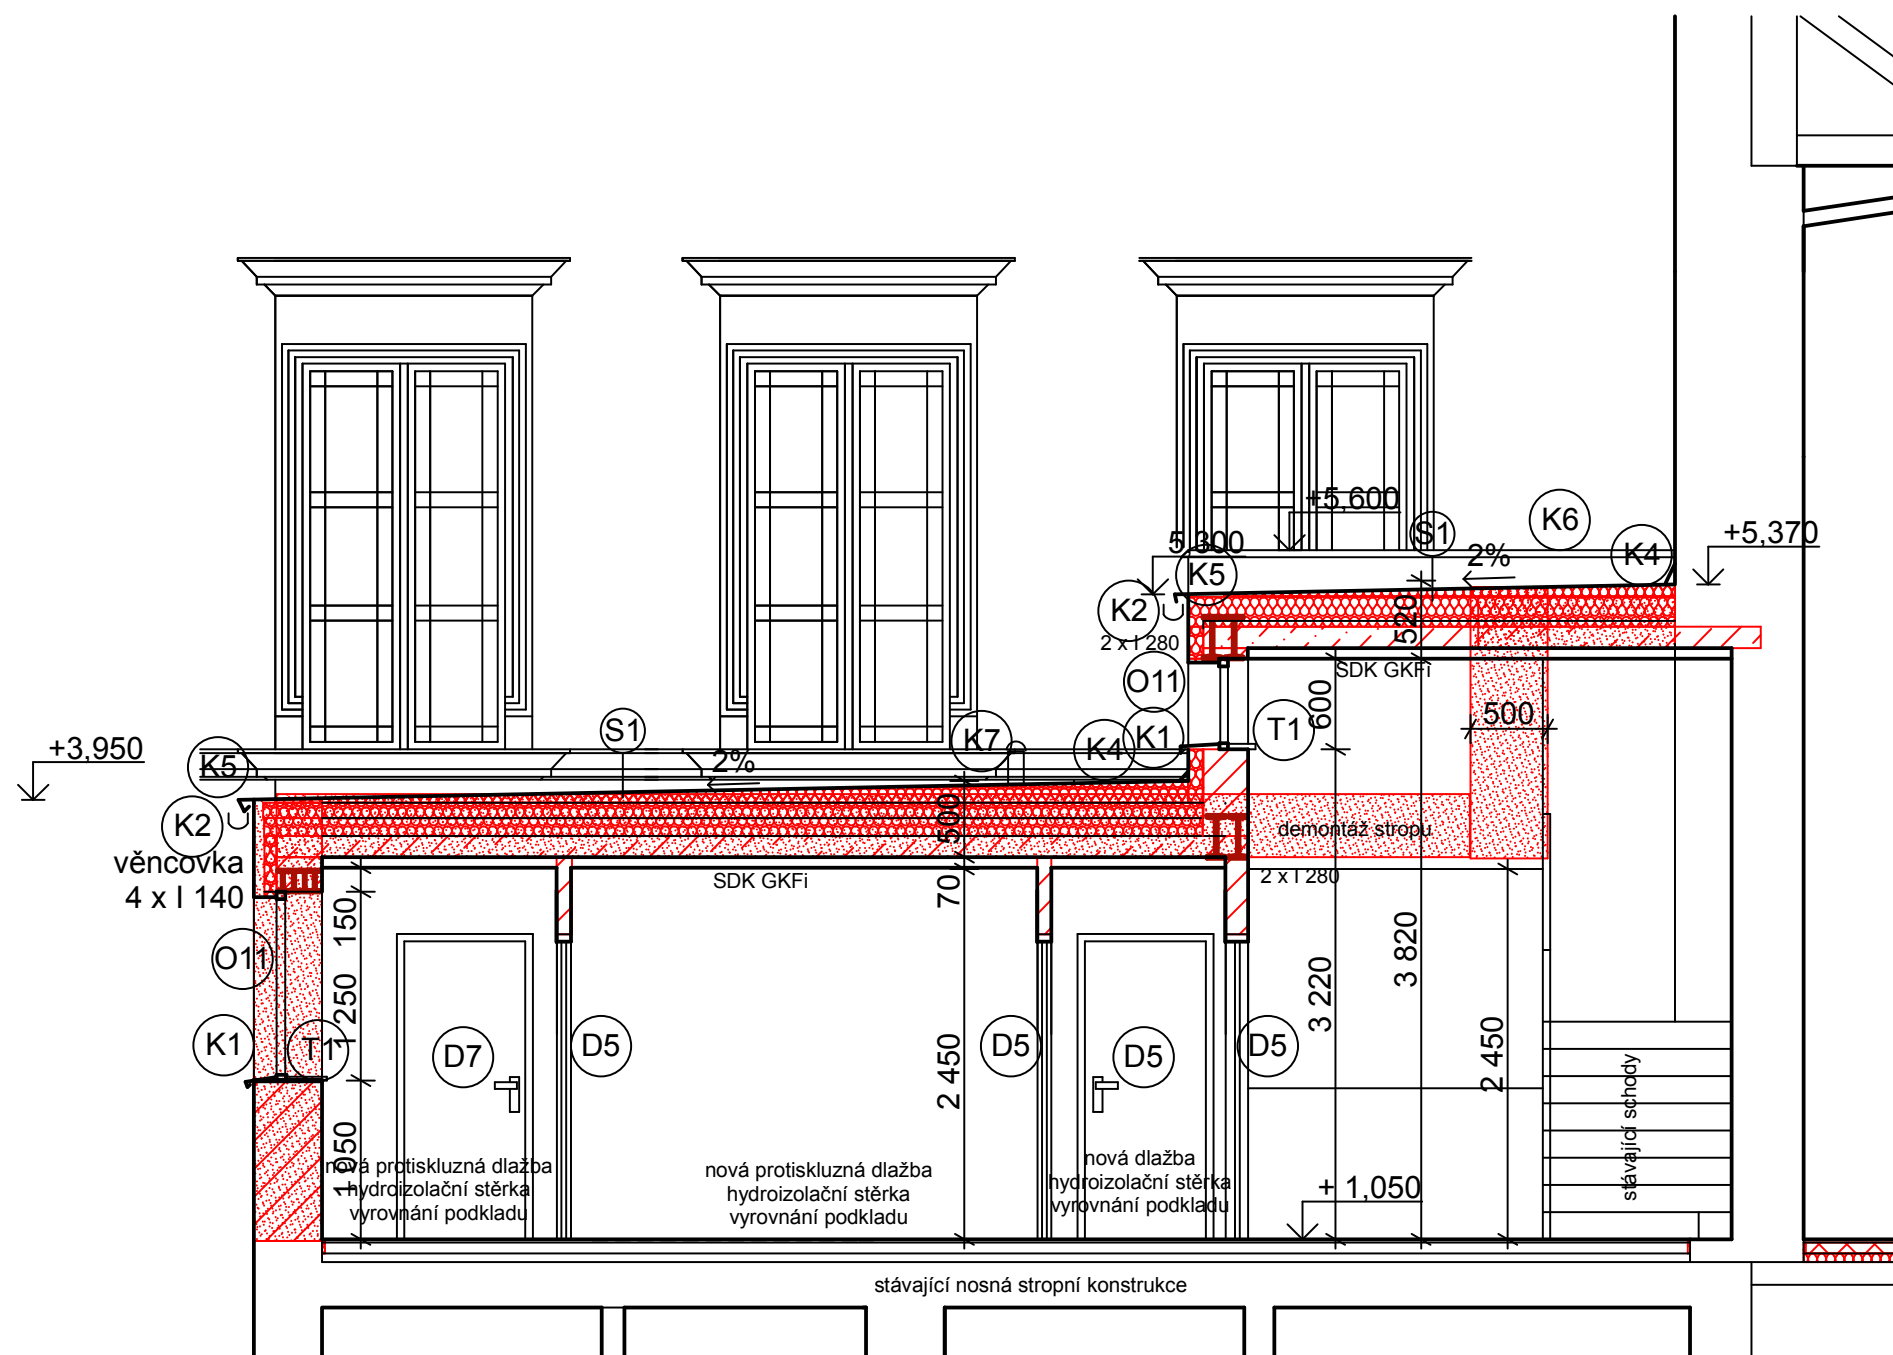 +5,600
S1
K6
+5,370
5,300
K5
2%
K4
K2
520
2 x I 280
SDK GKFi
O11
600
T1
500
K1
+3,950
K5
S1
2%
K7
K4
K2
500
demontáž stropu
věncovka
4 x I 140
SDK GKFi
70
2 x I 280
150
O11
1 250
K1
T1
D7
D5
D5
D5
D5
2 450
3 220
3 820
2 450
stávající schody
1 050
nová protiskluzná dlažba
hydroizolační stěrka
vyrovnání podkladu
nová protiskluzná dlažba
hydroizolační stěrka
vyrovnání podkladu
nová dlažba
hydroizolační stěrka
vyrovnání podkladu
+ 1,050
stávající nosná stropní konstrukce